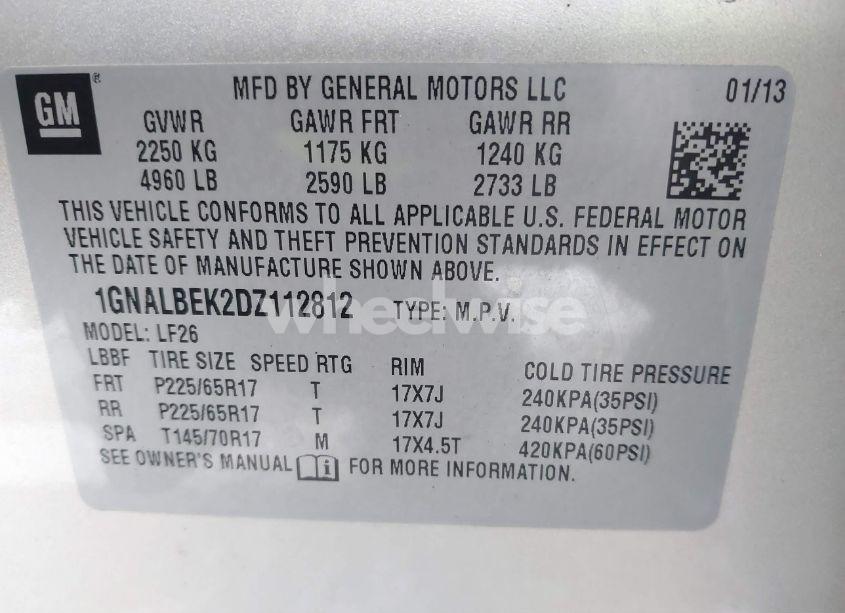 GM ®
MFD BY GENERAL MOTORS LLC 01/13
GVWR GAWR FRT GAWR RR
2250 KG 1175 KG 1240 KG
4960 LB 2590 LB 2733 LB
THIS VEHICLE CONFORMS TO ALL APPLICABLE U.S. FEDERAL MOTOR
VEHICLE SAFETY AND THEFT PREVENTION STANDARDS IN EFFECT ON
THE DATE OF MANUFACTURE SHOWN ABOVE.
1GNALBEK2DZ112812 TYPE: M.P.V.
wheelwise
MODEL: LF26
LBBF TIRE SIZE SPEED RTG RIM COLD TIRE PRESSURE
FRT P225/65R17 T 17X7J 240KPA(35PSI)
RR P225/65R17 T 17X7J 240KPA(35PSI)
SPA T145/70R17 M 17X4.5T 420KPA(60PSI)
SEE OWNER'S MANUAL i FOR MORE INFORMATION.